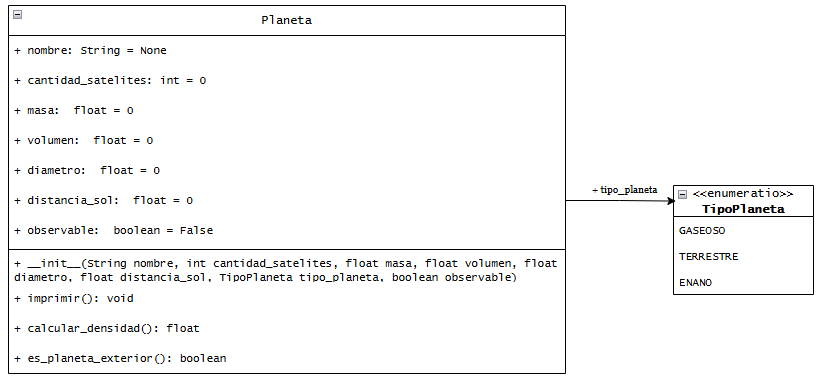 Planeta
+ nombre: String = None
+ cantidad_satelites: int = 0
+ masa:  float = 0
+ volumen:  float = 0
+ diametro:  float = 0
+ distancia_sol:  float = 0
+ observable:  boolean = False
+ __init__(String nombre, int cantidad_satelites, float masa, float volumen, float
diametro, float distancia_sol, TipoPlaneta tipo_planeta, boolean observable)
+ imprimir(): void
+ calcular_densidad(): float
+ es_planeta_exterior(): boolean
+ tipo_planeta
<<enumeratio>>
TipoPlaneta
GASEOSO
TERRESTRE
ENANO